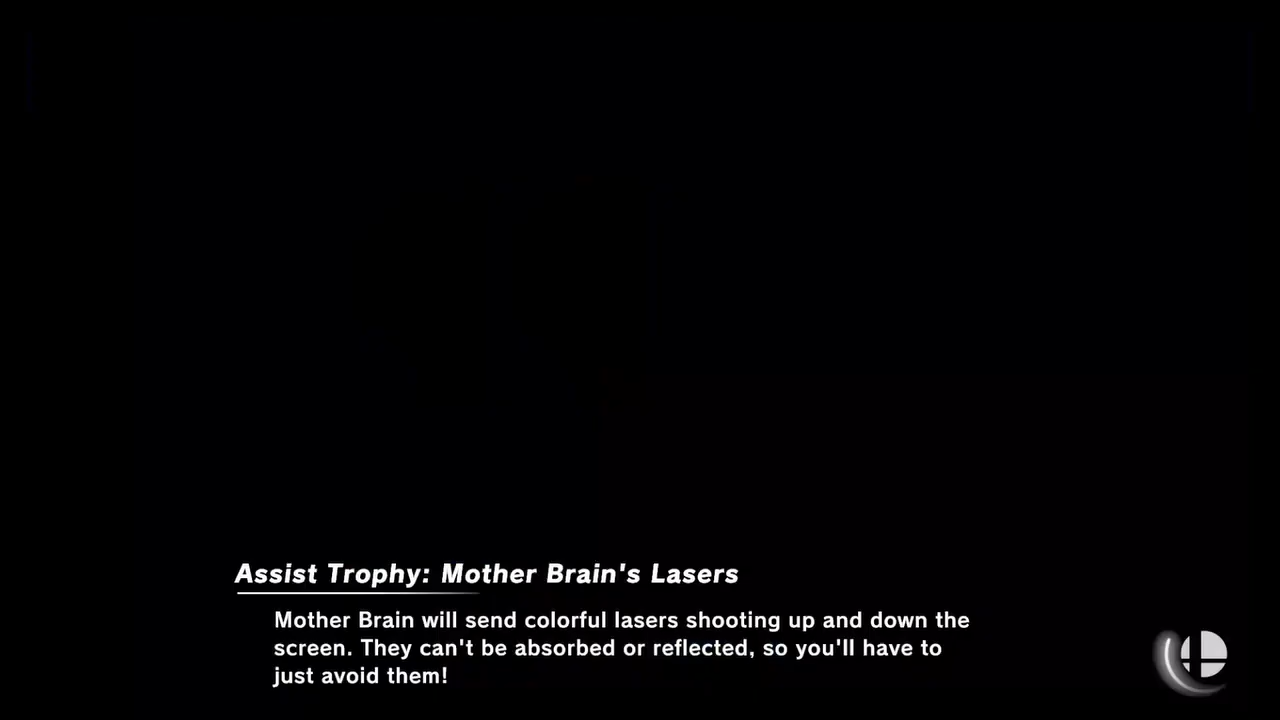 Assist Trophy: Mother Brain's Lasers
Mother Brain will send colorful lasers shooting up and down the
screen. They can't be absorbed or reflected, so you'll have to
just avoid them!